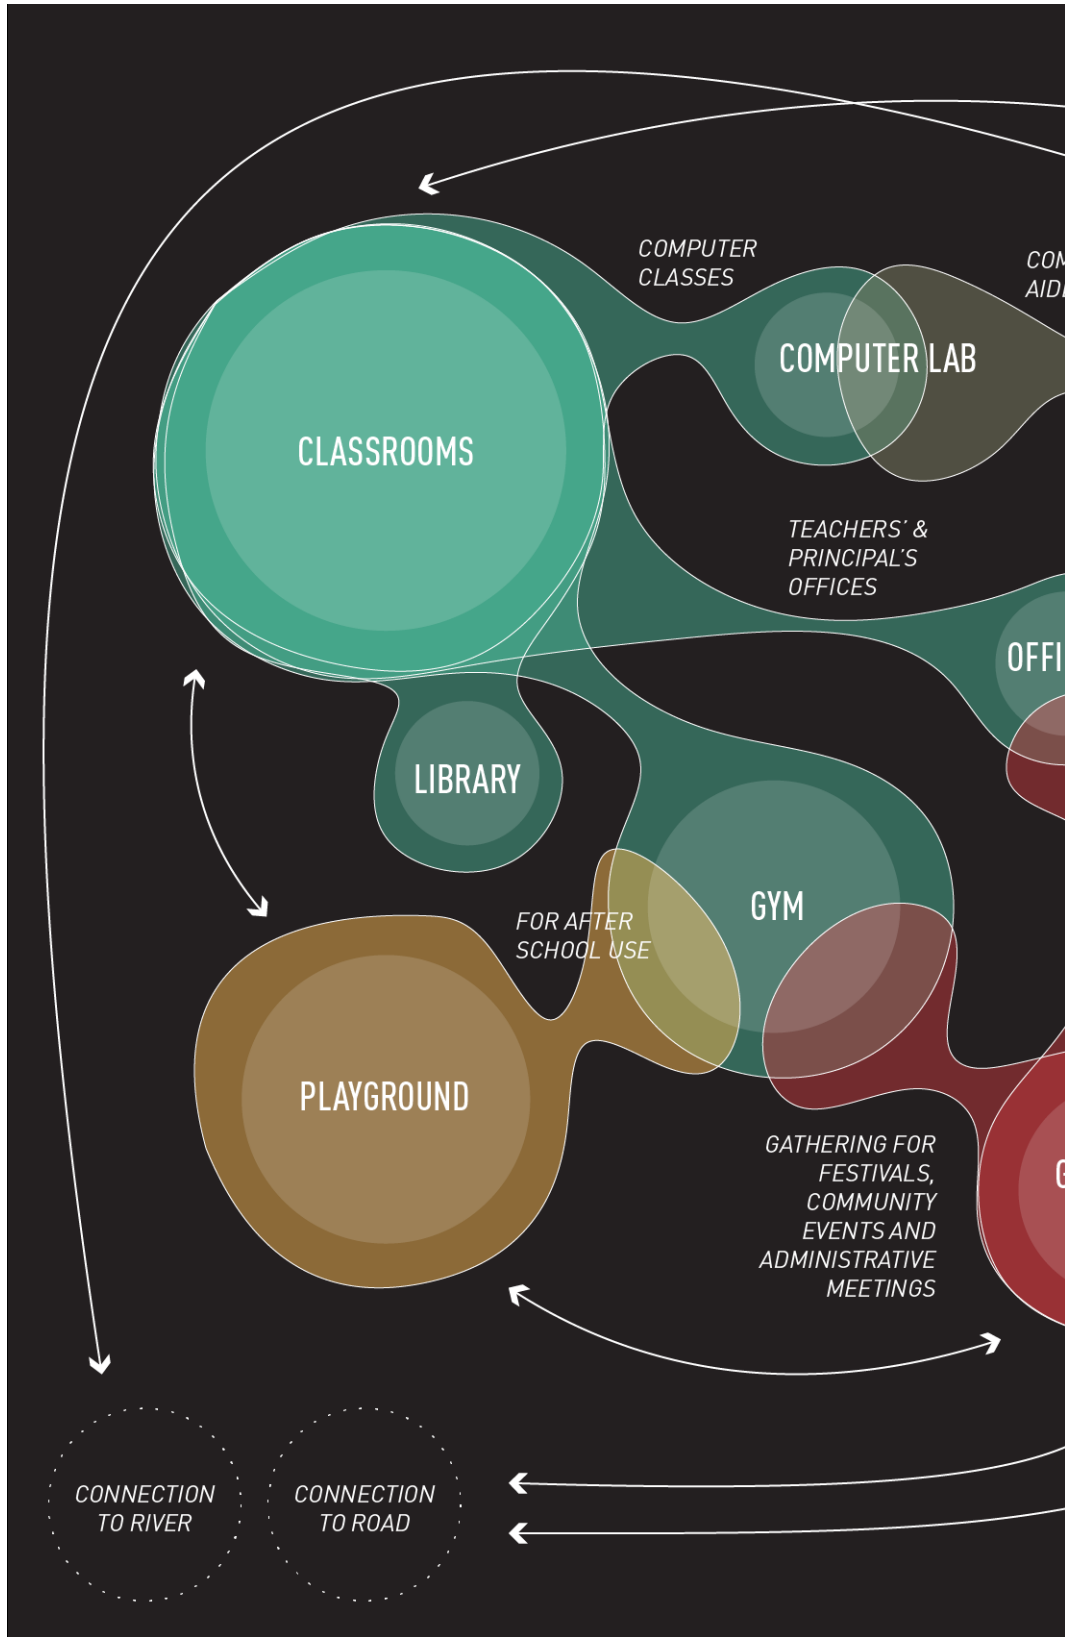 COMPUTER
CLASSES
COMPUTER LAB
CLASSROOMS
TEACHERS’ &
PRINCIPAL’S
OFFICES
LIBRARY
GYM
FOR AFTER
SCHOOL USE
PLAYGROUND
GATHERING FOR
FESTIVALS,
COMMUNITY
EVENTS AND
ADMINISTRATIVE
MEETINGS
CONNECTION
TO RIVER
CONNECTION
TO ROAD